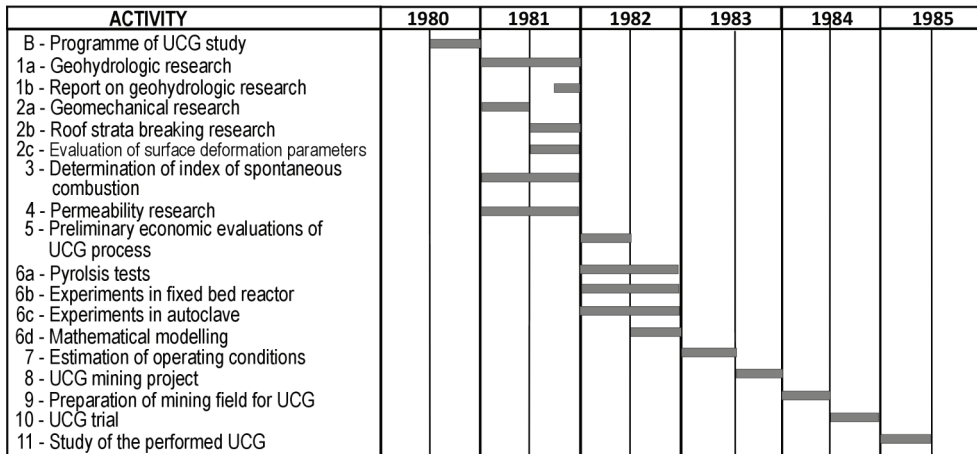 ACTIVITY 1980 1981 1982 1983 1984 1985
B - Programme of UCG study
1a - Geohydrologic research
1b - Report on geohydrologic research
2a - Geomechanical research
2b - Roof strata breaking research
2c - Evaluation of surface deformation parameters
3 - Determination of index of spontaneous
combustion
4 - Permeability research
5 - Preliminary economic evaluations of
UCG process
6a - Pyrolsis tests
6b - Experiments in fixed bed reactor
6c - Experiments in autoclave
6d - Mathematical modelling
7 - Estimation of operating conditions
8 - UCG mining project
9 - Preparation of mining field for UCG
10 - UCG trial
11 - Study of the performed UCG